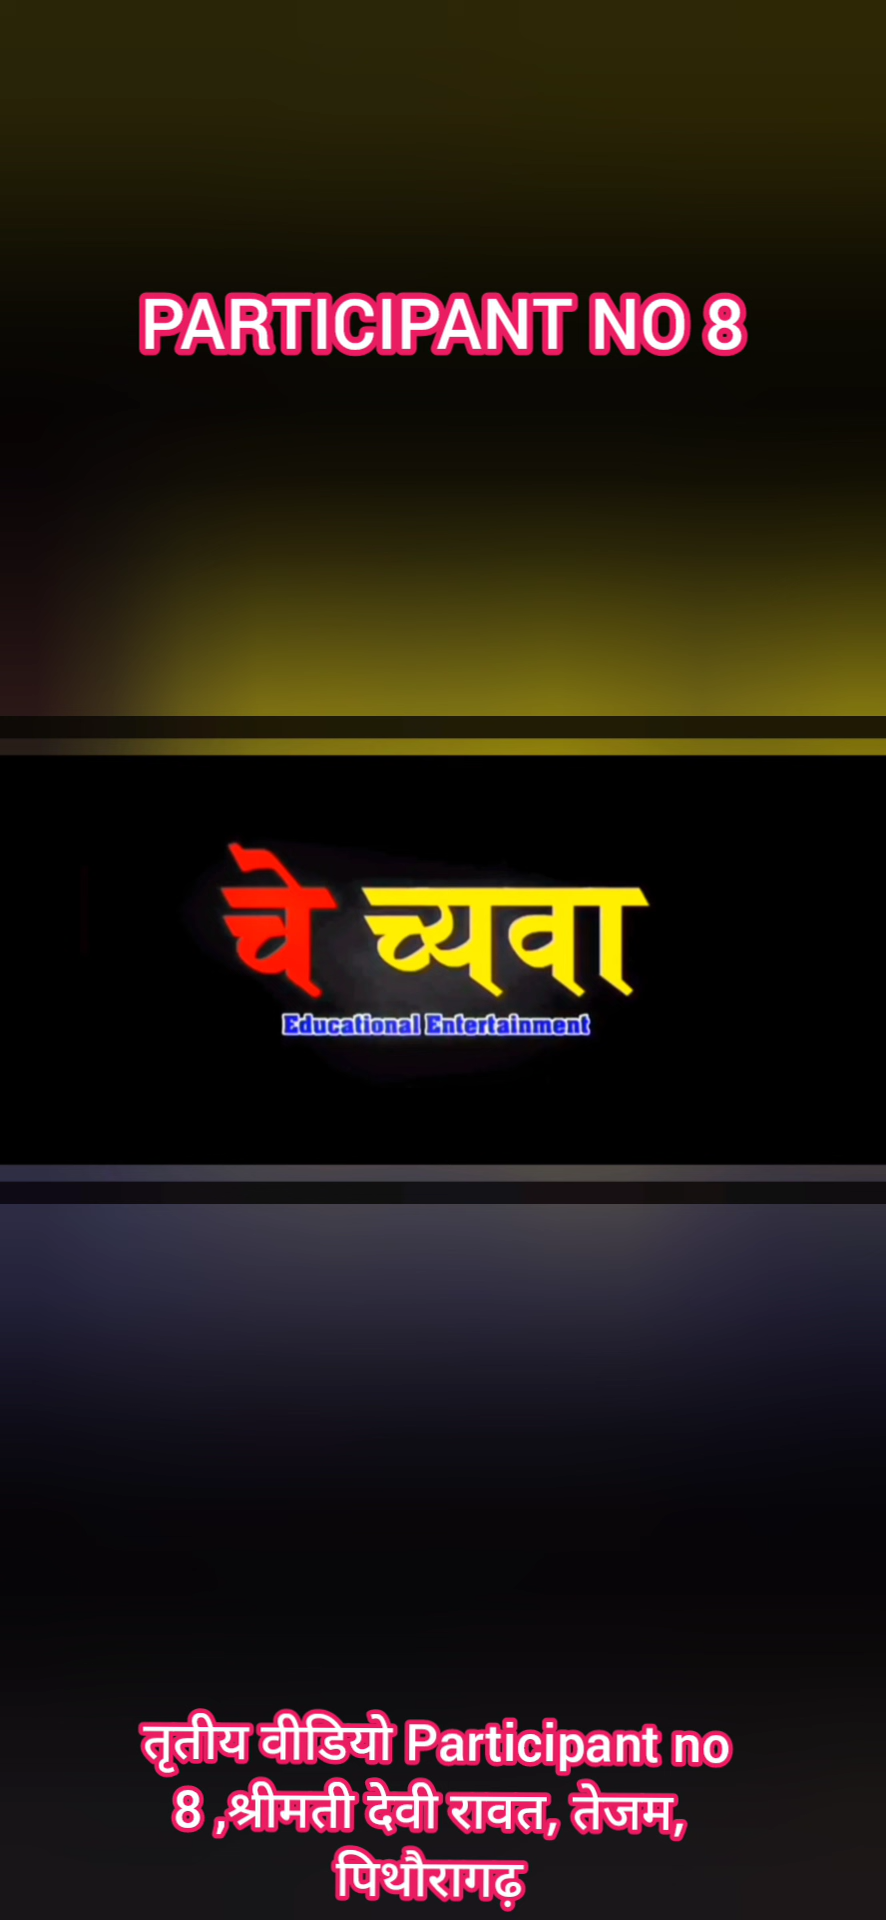 PARTICIPANT NO 8
चे च्यवा
Educational Entertainment
तृतीय वीडियो Participant no
8 ,श्रीमती देवी रावत, तेजम,
पिथौरागढ़